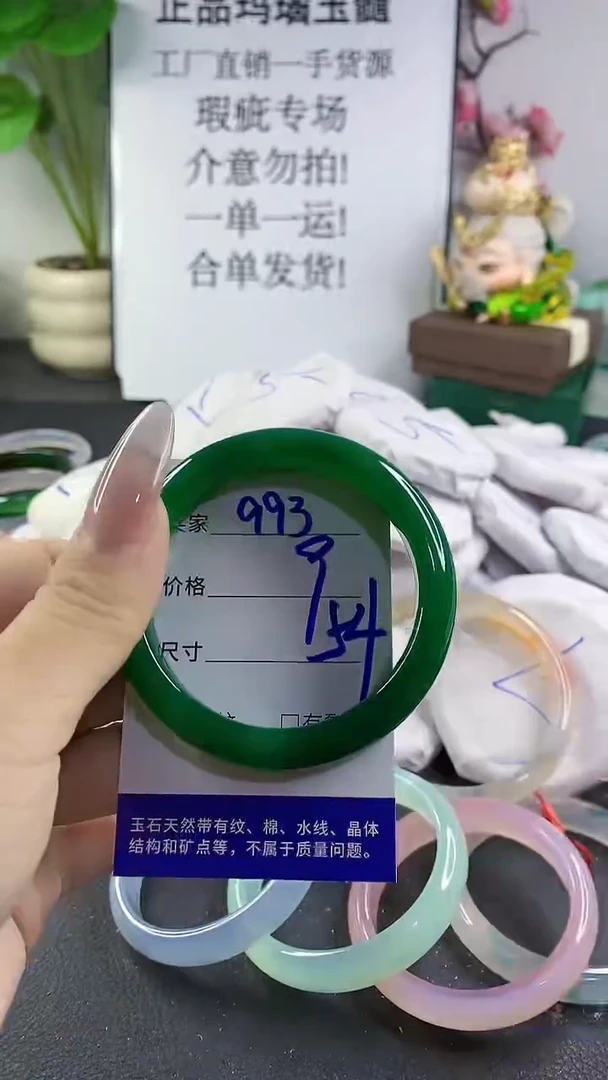 正品玛瑙玉髓
工厂直销一手货源
瑕疵专场
介意勿拍!
一单一运!
合单发货!
家 993
价格
9
尺寸 54
玉石天然带有纹、棉、水线、晶体
结构和矿点等，不属于质量问题。